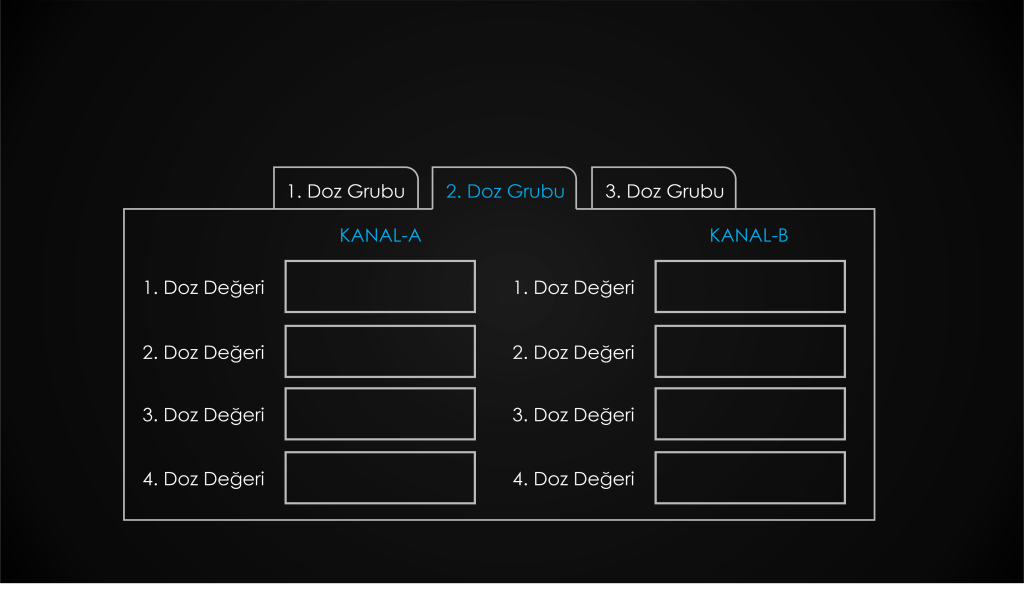 1. Doz Grubu 2. Doz Grubu 3. Doz Grubu
KANAL-A KANAL-B
1. Doz Değeri 1. Doz Değeri
2. Doz Değeri 2. Doz Değeri
3. Doz Değeri 3. Doz Değeri
4. Doz Değeri 4. Doz Değeri